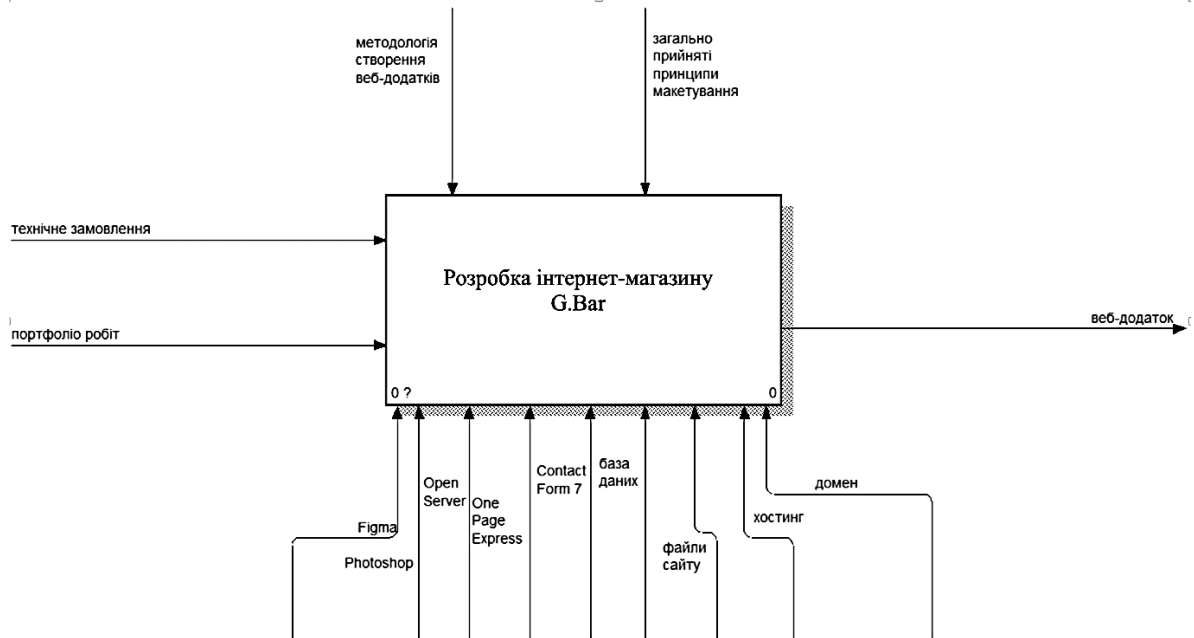 методологія
створення
веб-додатків
загально
прийняті
принципи
макетування
технічне замовлення
портфоліо робіт
Розробка інтернет-магазину
G.Bar
0 ?
0
веб-додаток
Figma
Photoshop
Open
Server
One
Page
Express
Contact
Form 7
база
даних
файли
сайту
хостинг
домен